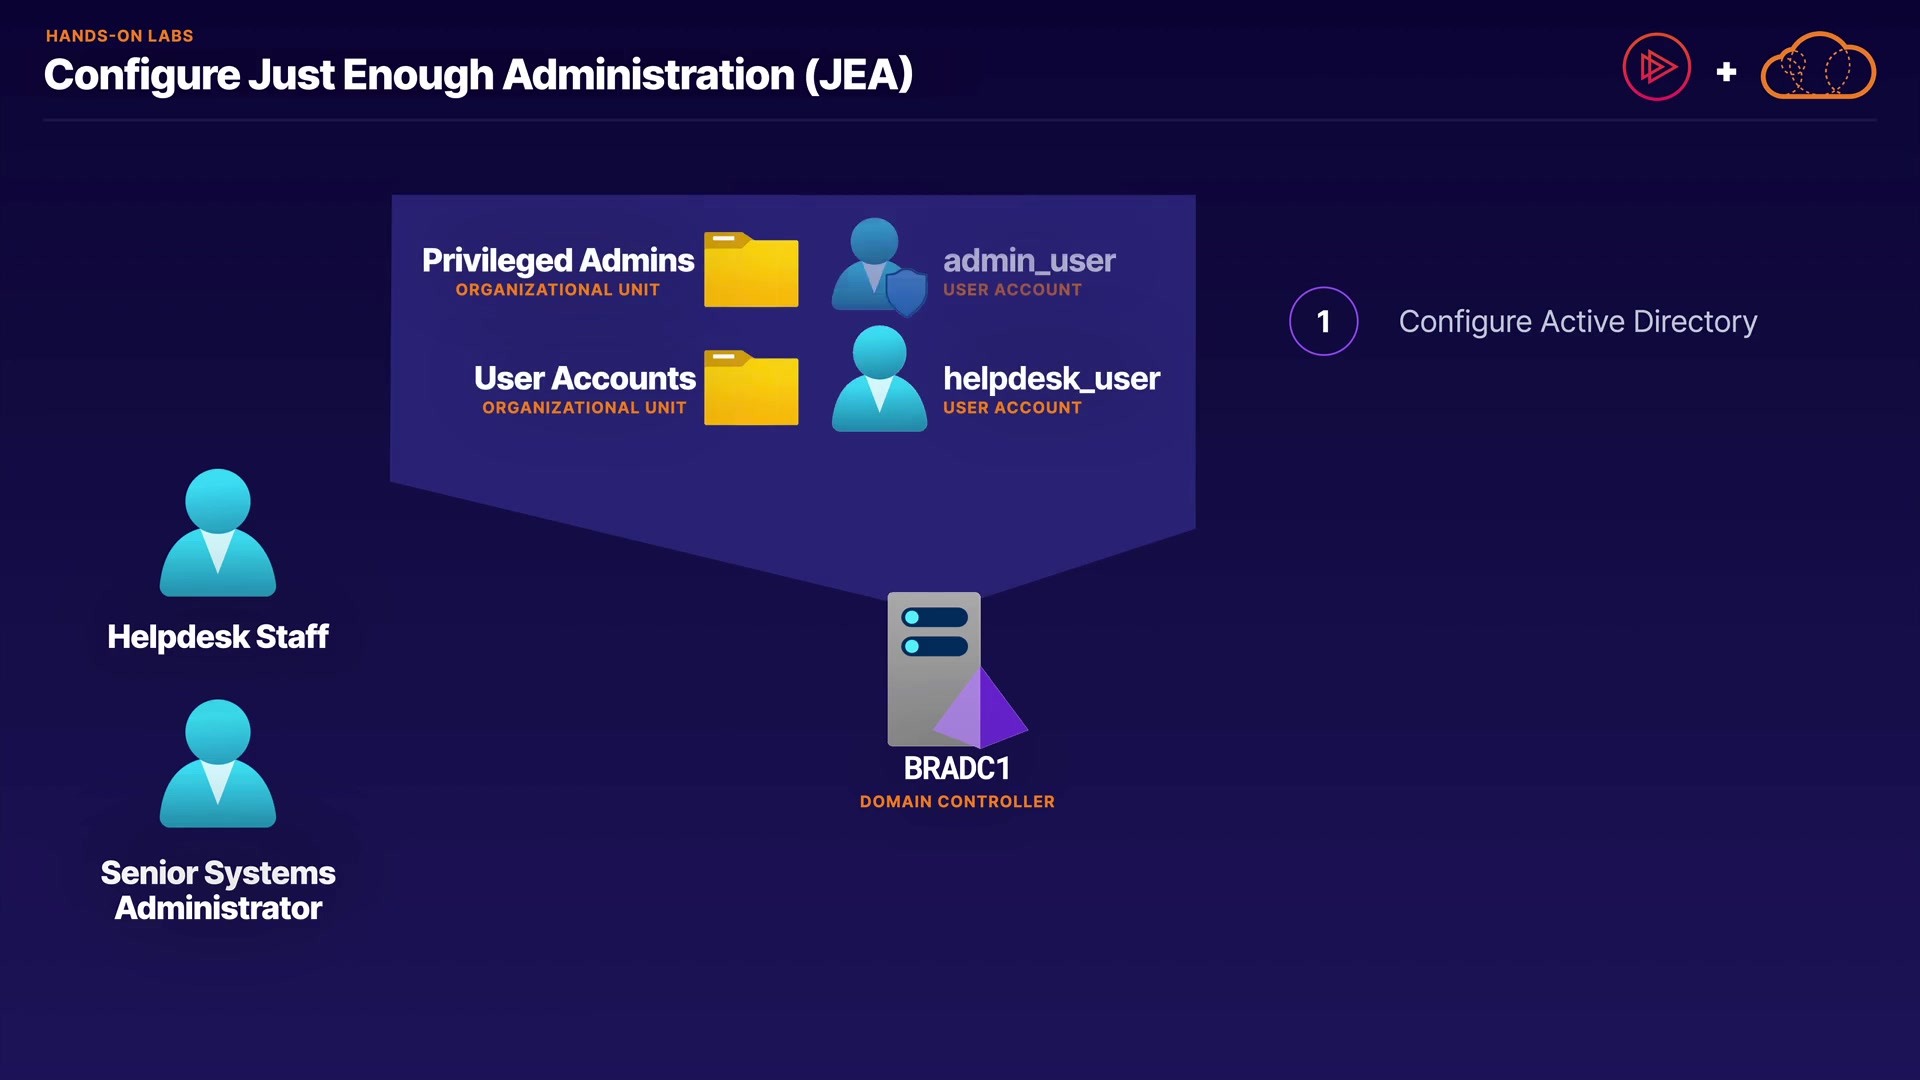 HANDS-ON LABS
Configure Just Enough Administration (JEA)
Privileged Admins
ORGANIZATIONAL UNIT
admin_user
USER ACCOUNT
User Accounts
ORGANIZATIONAL UNIT
helpdesk_user
USER ACCOUNT
1 Configure Active Directory
Helpdesk Staff
BRADC1
DOMAIN CONTROLLER
Senior Systems
Administrator